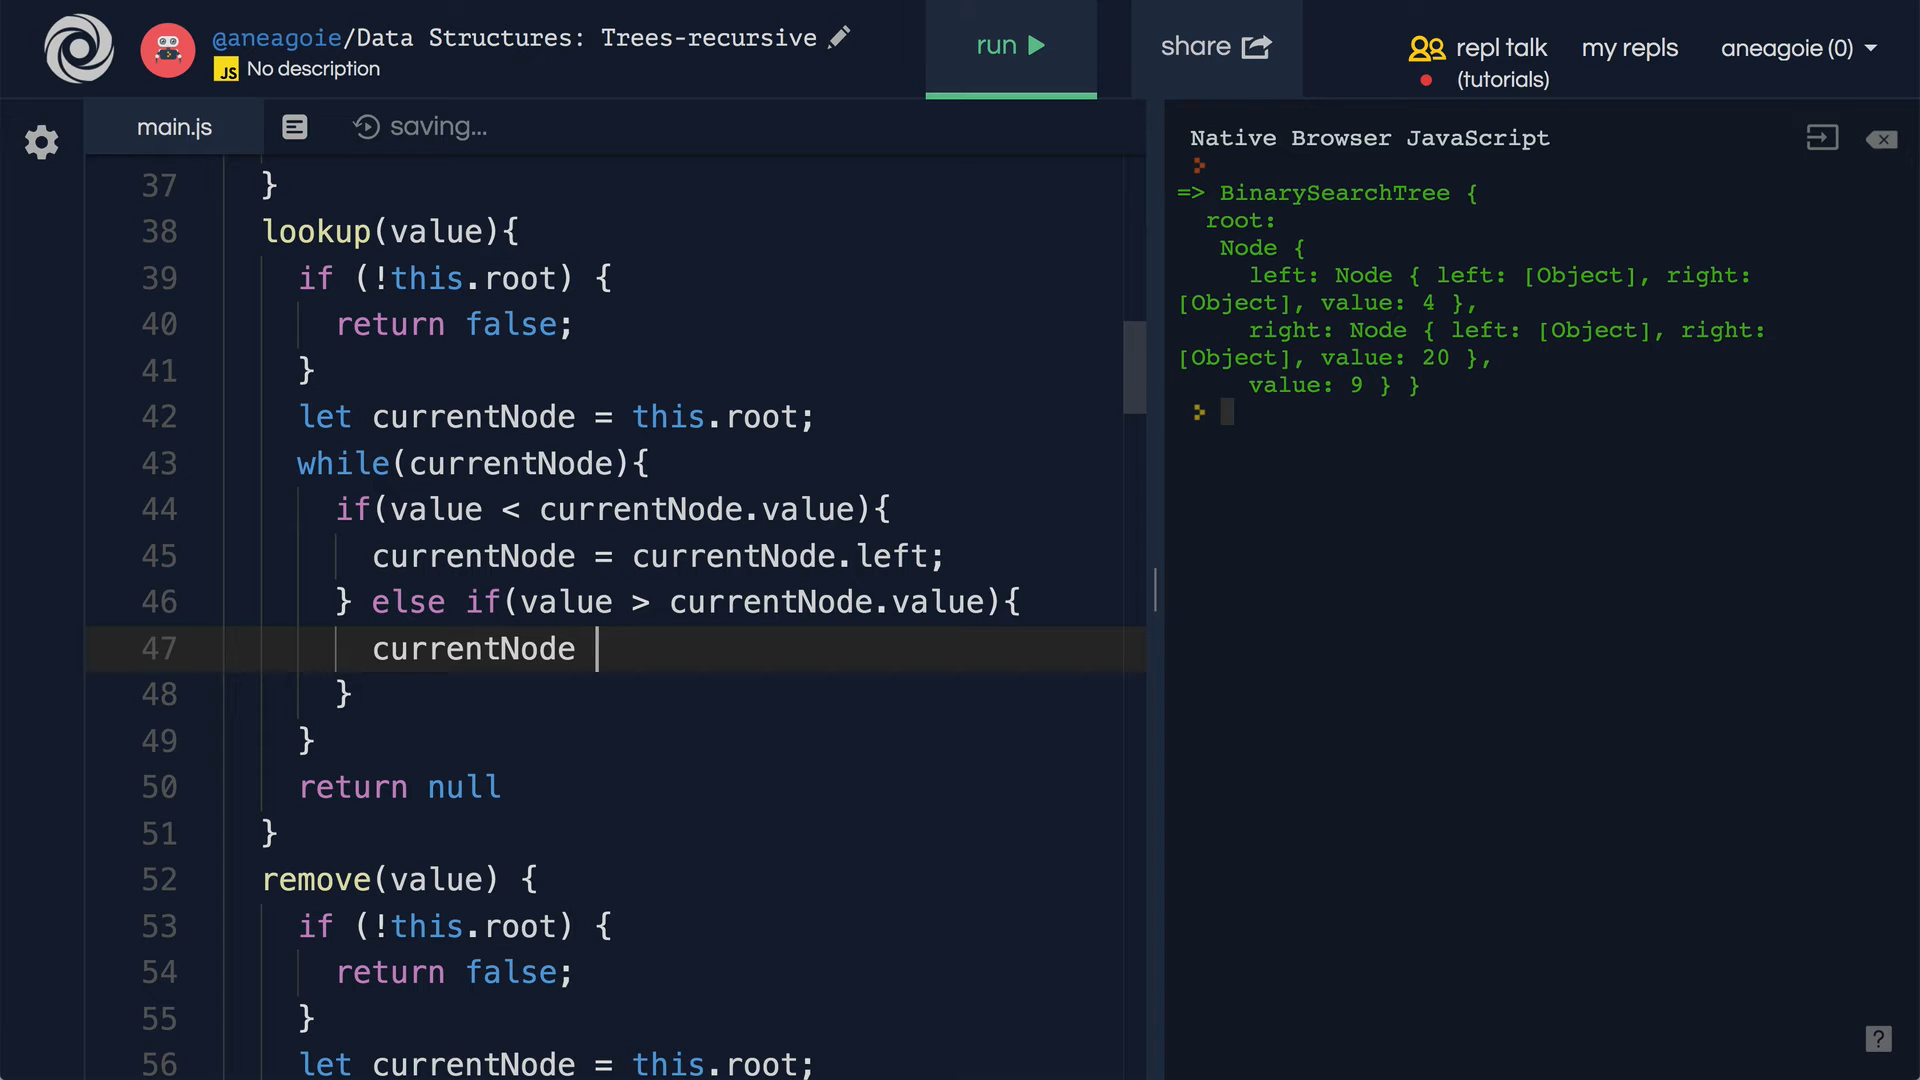 @aneagoie/Data Structures: Trees-recursive
JS No description
run
share
repl talk
(tutorials)
my repls
aneagoie (0)
main.js
saving...
37 }
38 lookup(value){
39 if (!this.root) {
40 return false;
41 }
42 let currentNode = this.root;
43 while(currentNode){
44 if(value < currentNode.value){
45 currentNode = currentNode.left;
46 } else if(value > currentNode.value){
47 currentNode
48 }
49 }
50 return null
51 }
52 remove(value) {
53 if (!this.root) {
54 return false;
55 }
56 let currentNode = this.root;
Native Browser JavaScript
=> BinarySearchTree {
root:
Node {
left: Node { left: [Object], right:
[Object], value: 4 },
right: Node { left: [Object], right:
[Object], value: 20 },
value: 9 } }
?